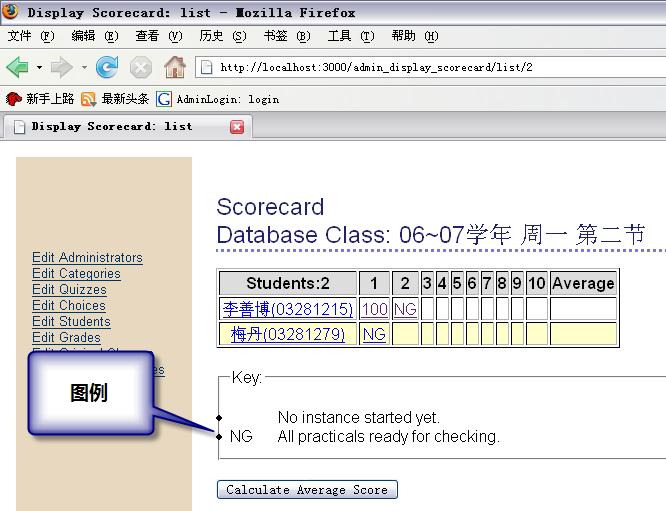 Display Scorecard: list - Mozilla Firefox
文件 (F) 编辑 (E) 查看 (V) 历史 (S) 书签 (B) 工具 (T) 帮助 (H)
http://localhost:3000/admin_display_scorecard/list/2
新手上路 最新头条 AdminLogin: login
Display Scorecard: list
Edit Administrators
Edit Categories
Edit Quizzes
Edit Choices
Edit Students
Edit Grades
图例
Scorecard
Database Class: 06~07学年 周一 第二节
Students:2 1 2 3 4 5 6 7 8 9 10 Average
李善博(03281215) 100 NG
梅丹(03281279) NG
Key:
No instance started yet.
NG All practicals ready for checking.
Calculate Average Score